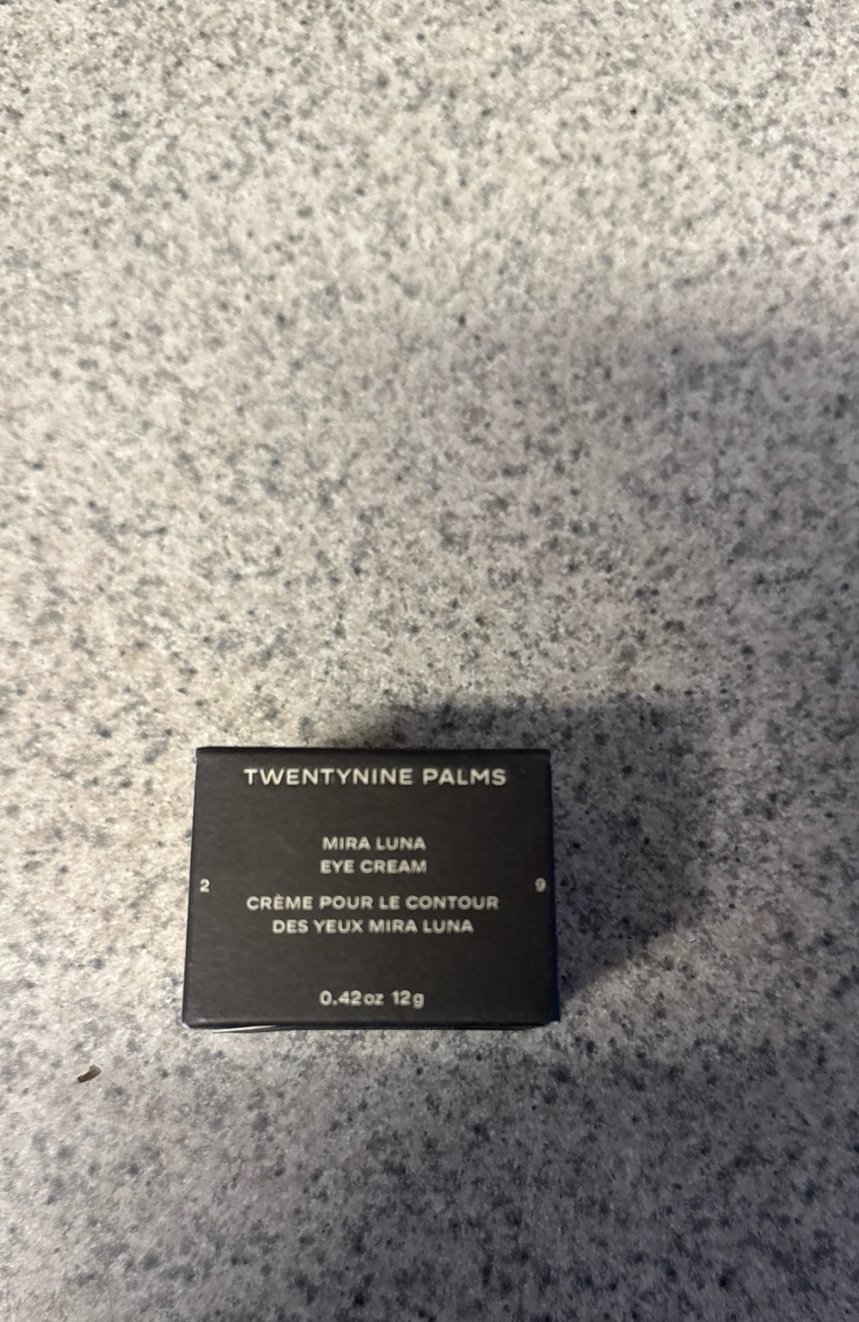 TWENTYNINE PALMS
MIRA LUNA
EYE CREAM
2
9
CRÈME POUR LE CONTOUR
DES YEUX MIRA LUNA
0.42oz 12g